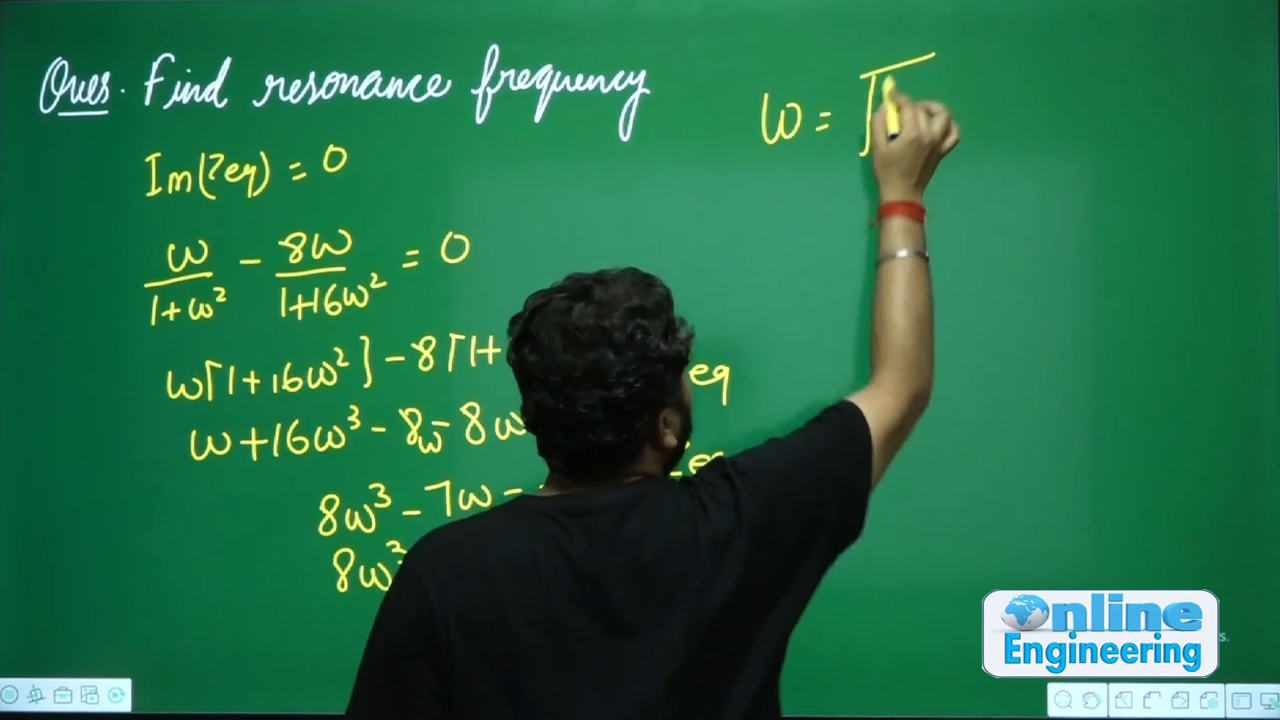 Ques. Find resonance frequency
Im(Zeq) = 0
ω/1+ω² - 8ω/1+16ω² = 0
ω[1+16ω²] - 8[1+
ω+16ω³ - 8ω - 8ω
8ω³ - 7ω =
8ω³
eq
ω = √
Online
Engineering